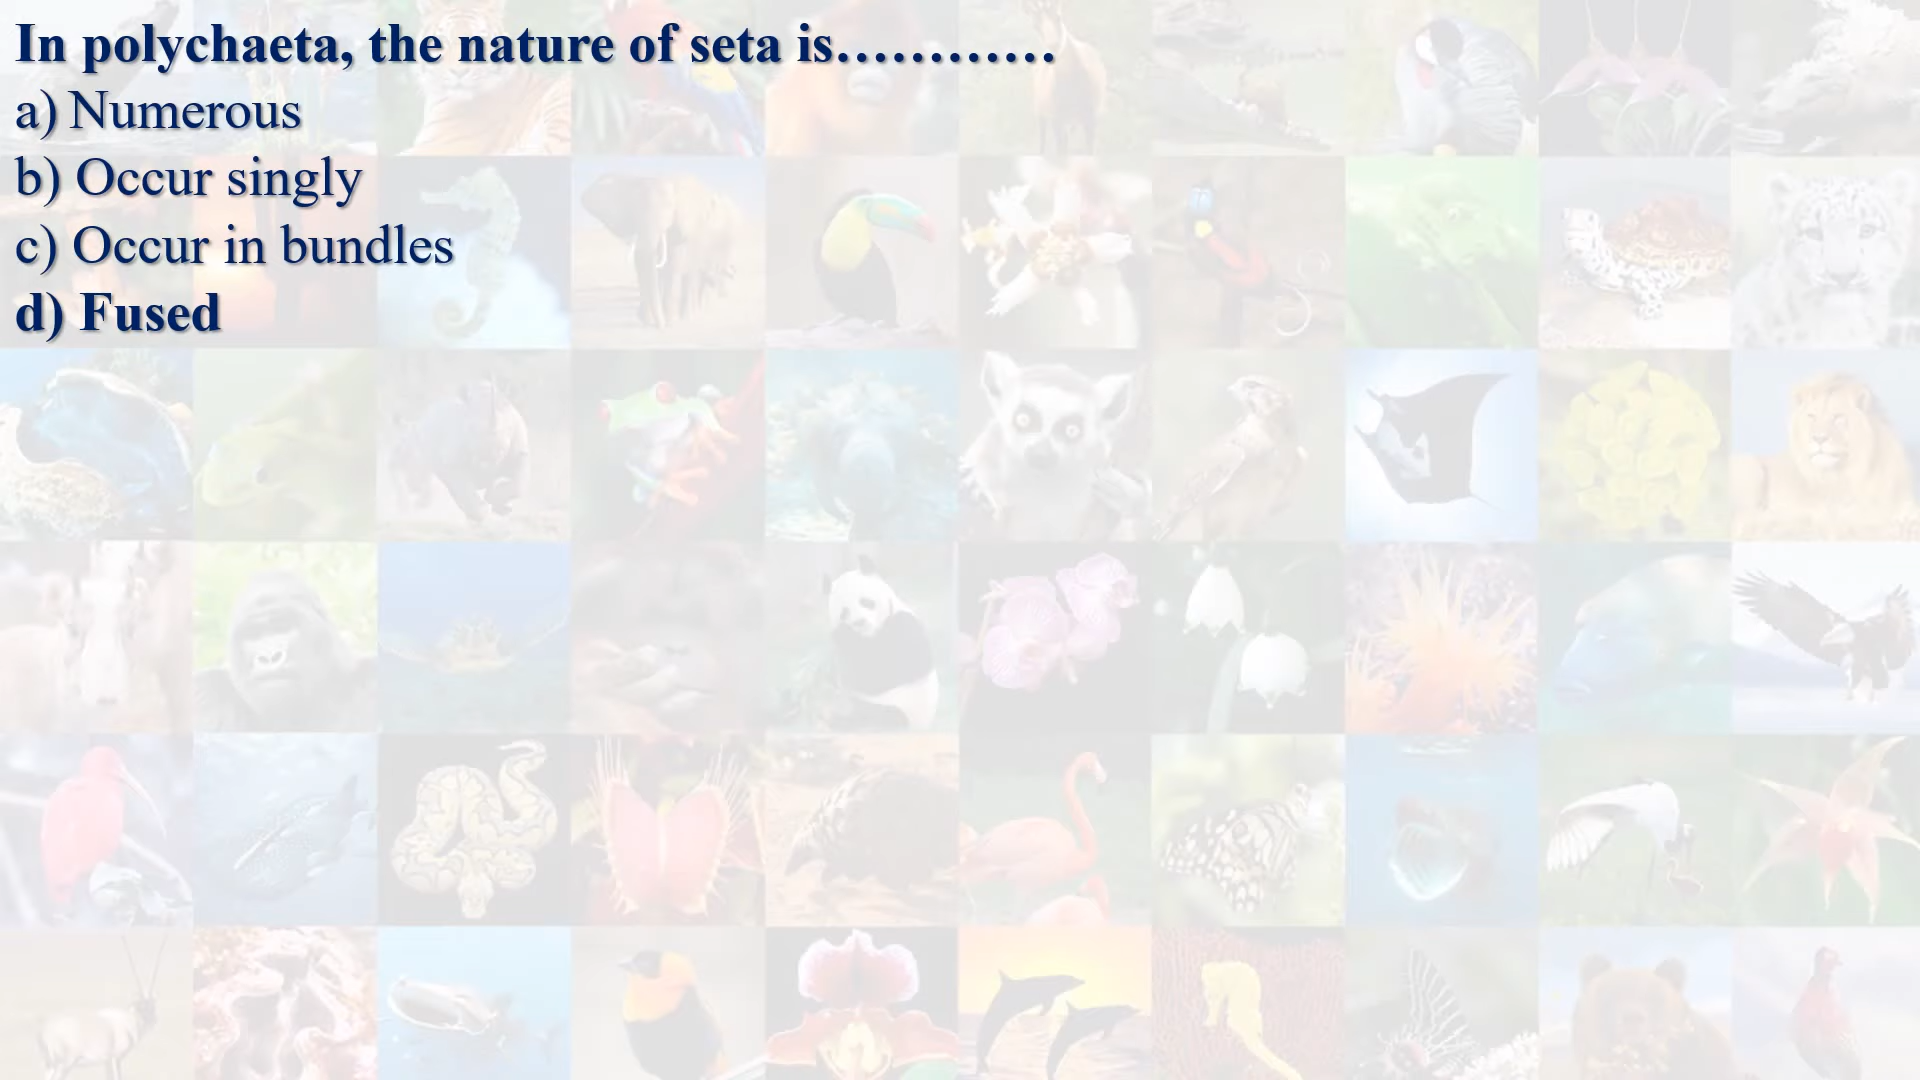 In polychaeta, the nature of seta is…………
a) Numerous
b) Occur singly
c) Occur in bundles
d) Fused